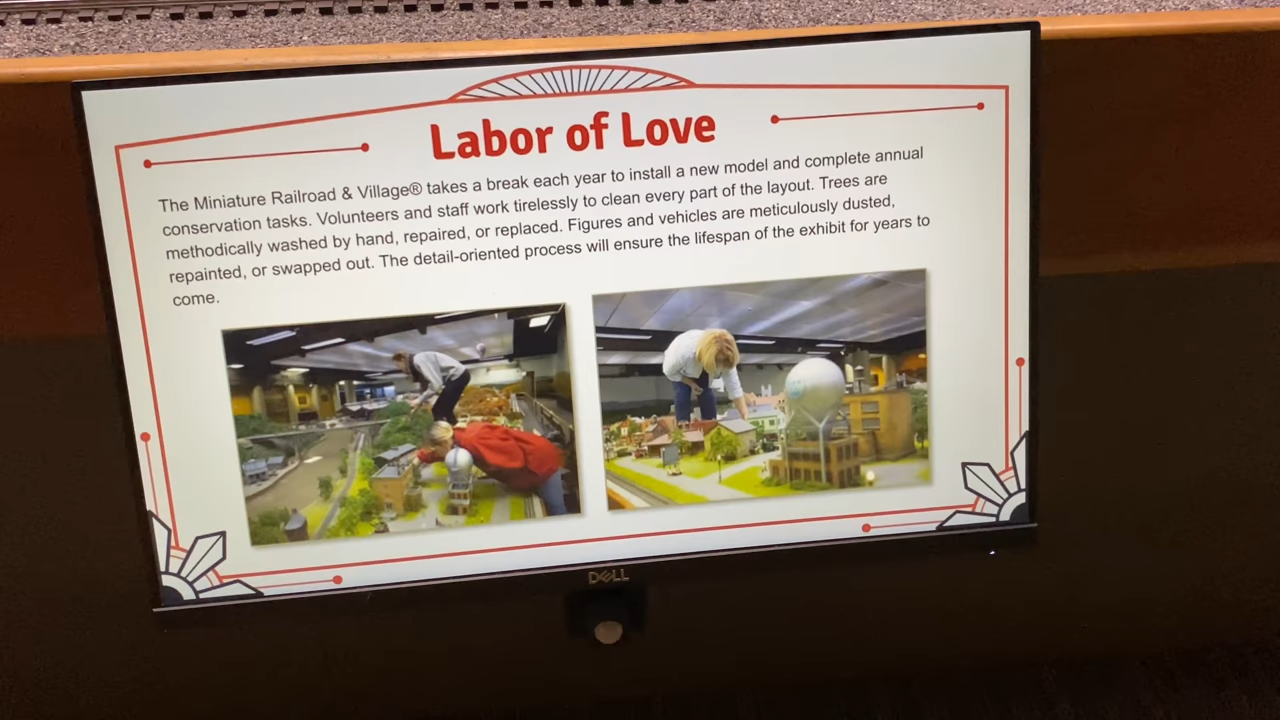 Labor of Love
The Miniature Railroad & Village® takes a break each year to install a new model and complete annual
conservation tasks. Volunteers and staff work tirelessly to clean every part of the layout. Trees are
methodically washed by hand, repaired, or replaced. Figures and vehicles are meticulously dusted,
repainted, or swapped out. The detail-oriented process will ensure the lifespan of the exhibit for years to
come.
DELL